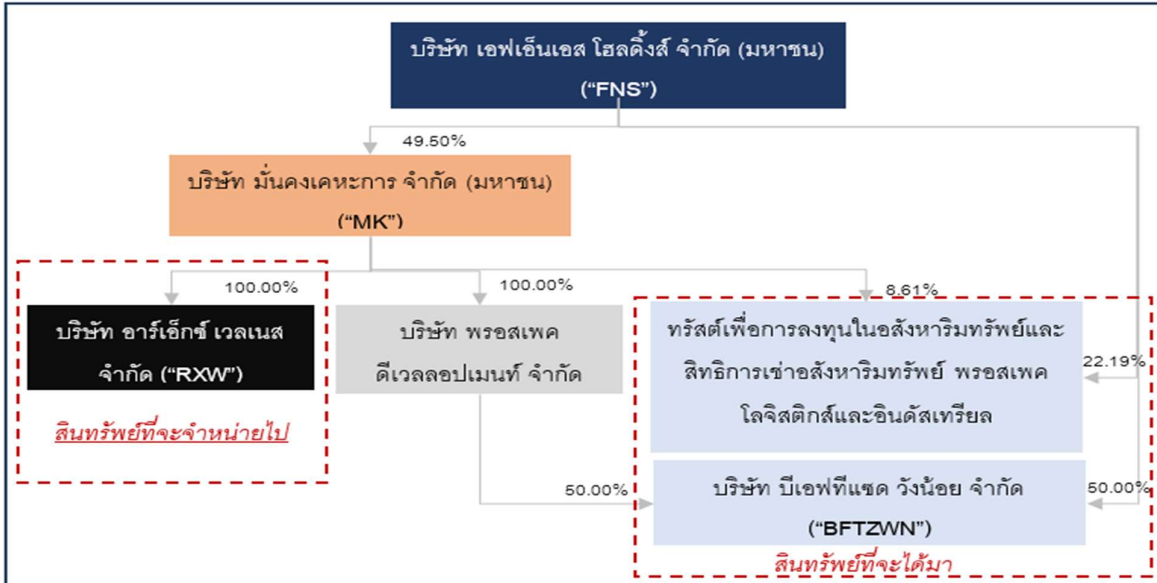 บริษัท เอฟเอ็นเอส โฮลดิ้งส์ จำกัด (มหาชน)
("FNS")
49.50%
บริษัท มั่นคงเคหะการ จำกัด (มหาชน)
("MK")
100.00%
100.00%
8.61%
บริษัท อาร์เอ็กซ์ เวลเนส
จำกัด ("RXW")
บริษัท พรอสเพค
ดีเวลลอปเมนท์ จำกัด
ทรัสต์เพื่อการลงทุนในอสังหาริมทรัพย์และ
สิทธิการเช่าอสังหาริมทรัพย์ พรอสเพค
โลจิสติกส์และอินดัสเทรียล
22.19%
สินทรัพย์ที่จะจำหน่ายไป
50.00%
บริษัท บีเอฟทีแซด วังน้อย จำกัด
("BFTZWN")
50.00%
สินทรัพย์ที่จะได้มา